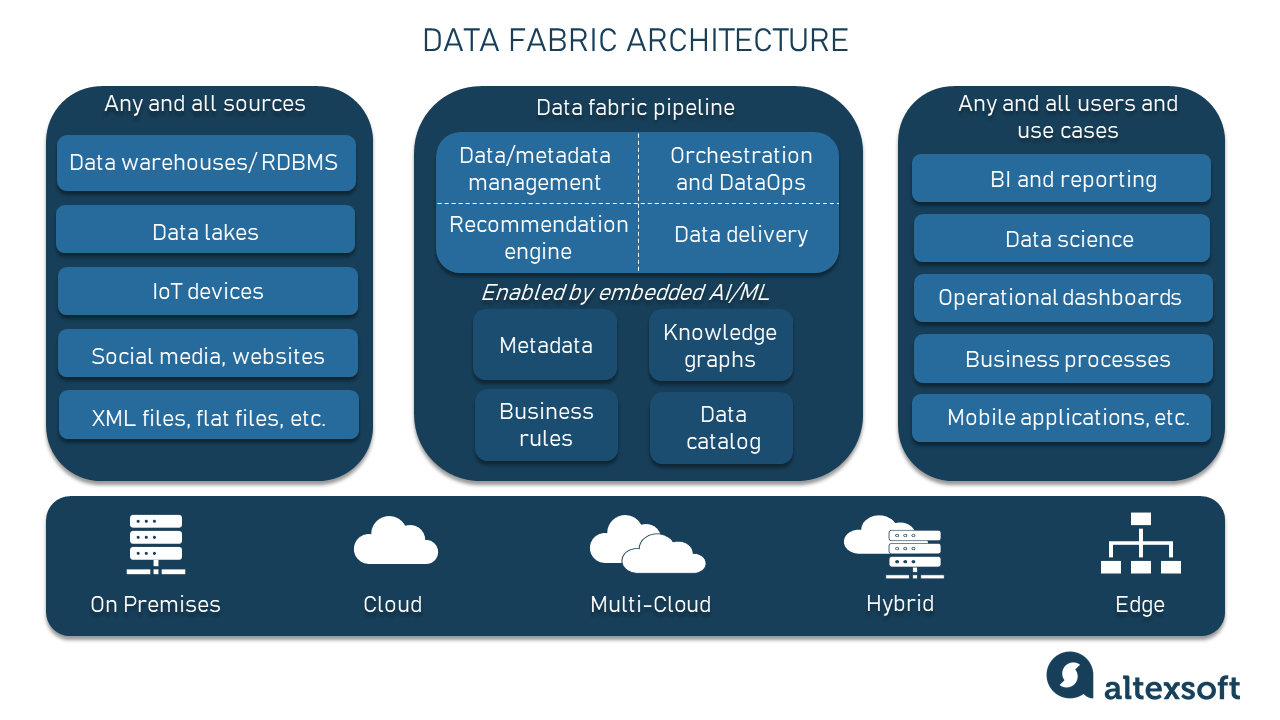 DATA FABRIC ARCHITECTURE
Any and all sources
Data warehouses/ RDBMS
Data lakes
IoT devices
Social media, websites
XML files, flat files, etc.
Data fabric pipeline
Data/metadata
management
Orchestration
and DataOps
Recommendation
engine
Data delivery
Enabled by embedded AI/ML
Metadata
Knowledge
graphs
Business
rules
Data
catalog
Any and all users and
use cases
BI and reporting
Data science
Operational dashboards
Business processes
Mobile applications, etc.
On Premises
Cloud
Multi-Cloud
Hybrid
Edge
altexsoft